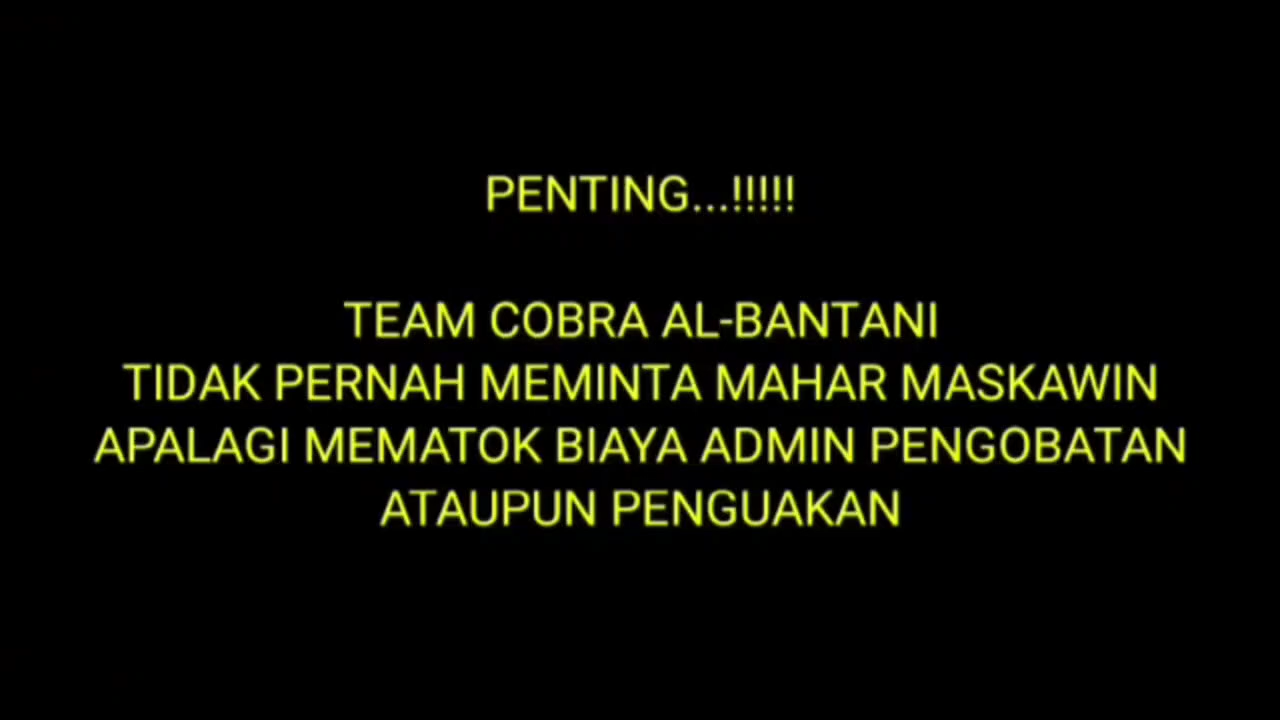 PENTING...!!!!!
TEAM COBRA AL-BANTANI
TIDAK PERNAH MEMINTA MAHAR MASKAWIN
APALAGI MEMATOK BIAYA ADMIN PENGOBATAN
ATAUPUN PENGUAKAN